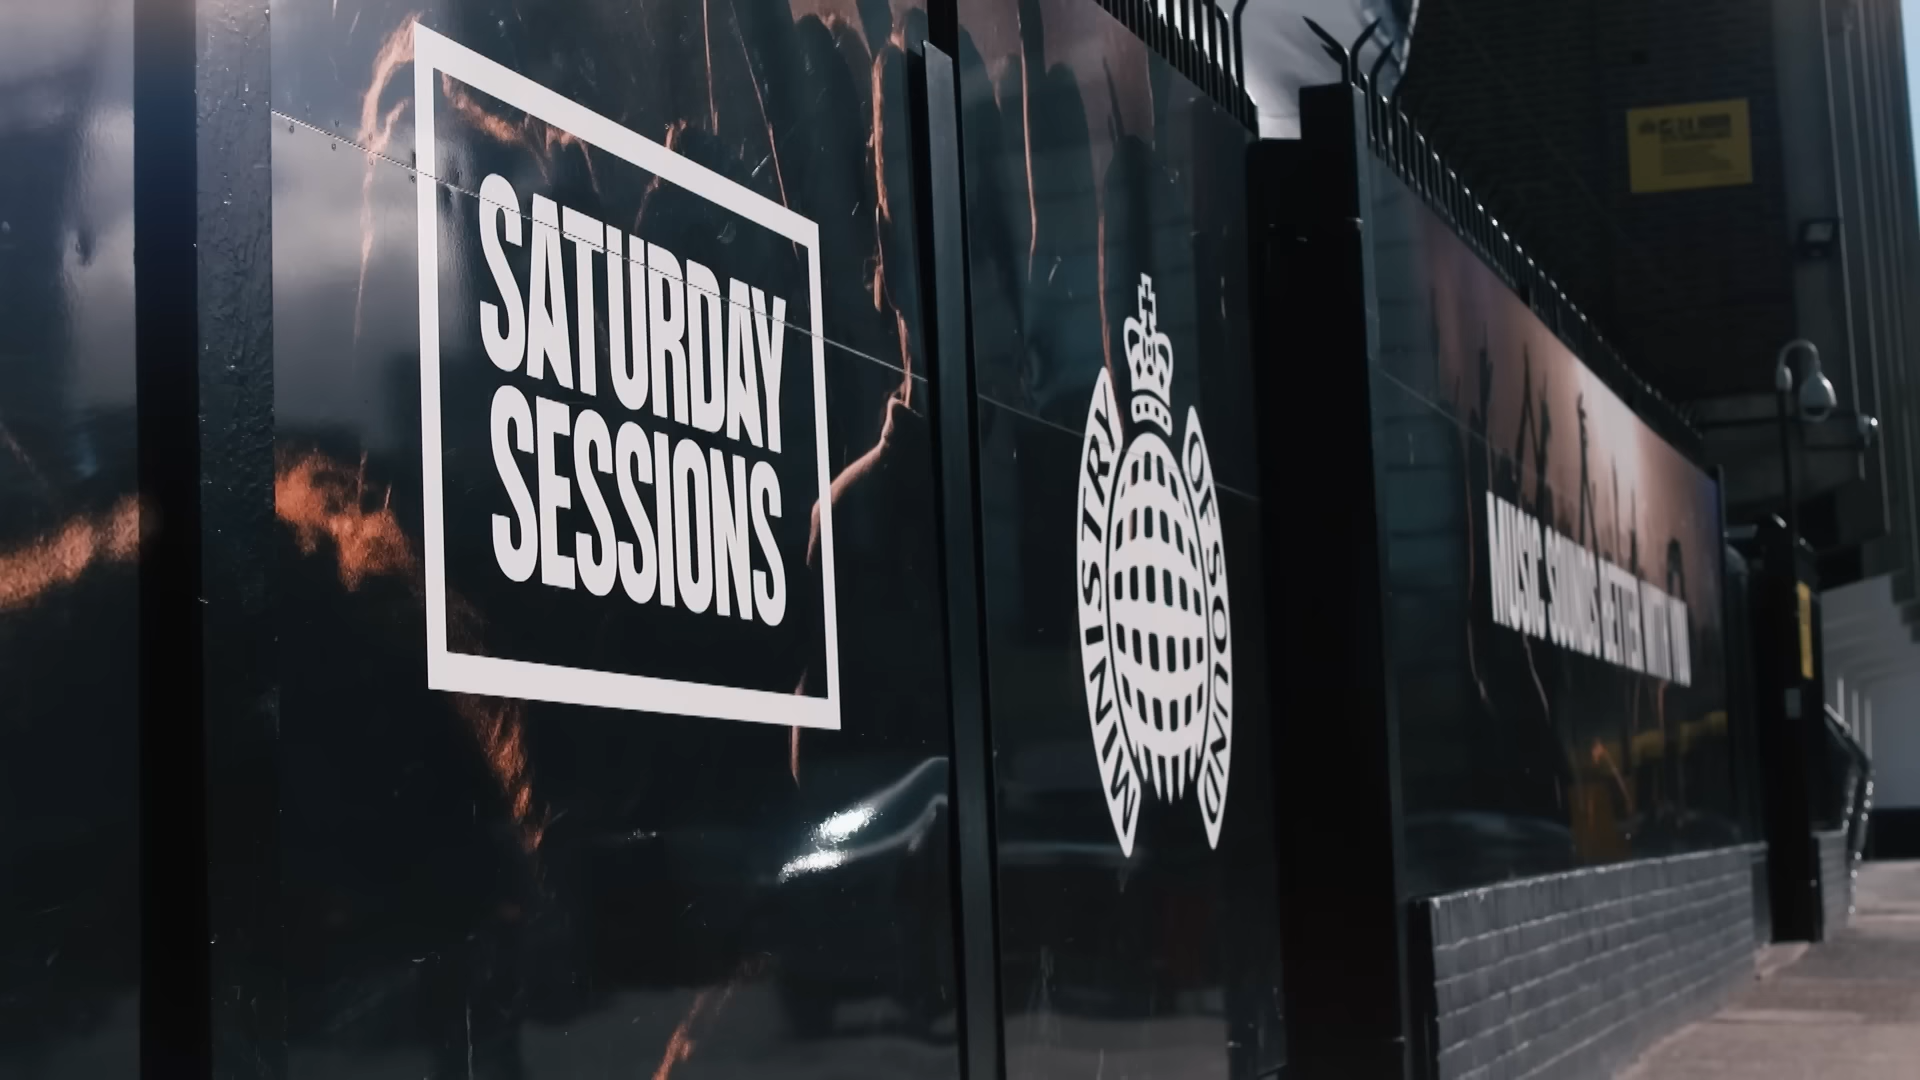 SATURDAY
SESSIONS
MINISTRY OF SOUND
MUSIC SOUNDS BETTER WITH YOU